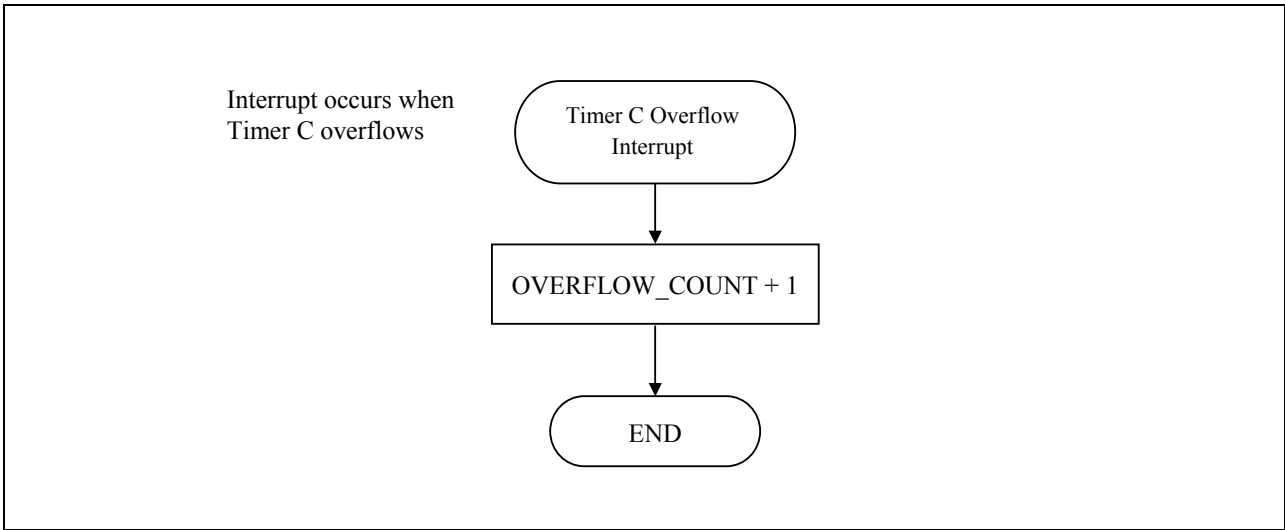 Interrupt occurs when
Timer C overflows
Timer C Overflow
Interrupt
OVERFLOW_COUNT + 1
END